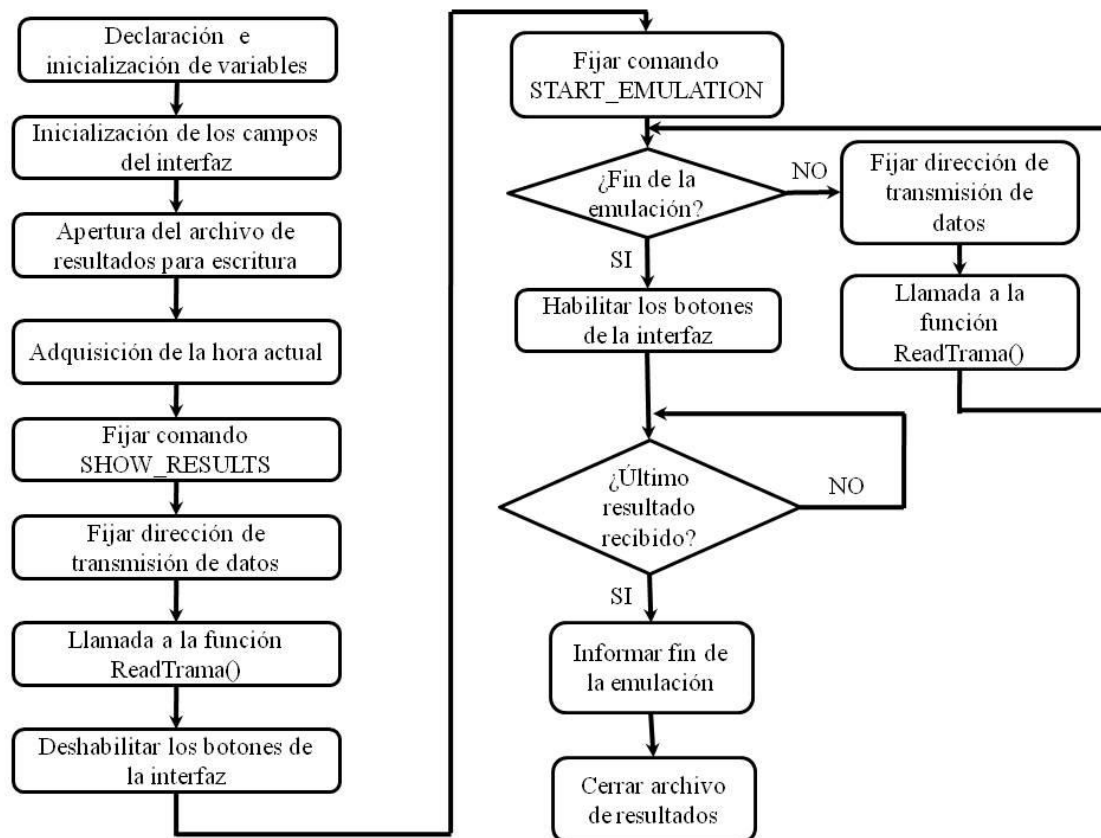 Declaración e
inicialización de variables
Inicialización de los campos
del interfaz
Apertura del archivo de
resultados para escritura
Adquisición de la hora actual
Fijar comando
SHOW_RESULTS
Fijar dirección de
transmisión de datos
Llamada a la función
ReadTrama()
Deshabilitar los botones de
la interfaz
Fijar comando
START_EMULATION
¿Fin de la
emulación?
NO
Fijar dirección de
transmisión de
datos
Llamada a la
función
ReadTrama()
SI
Habilitar los botones
de la interfaz
¿Último
resultado
recibido?
NO
SI
Informar fin de
la emulación
Cerrar archivo
de resultados